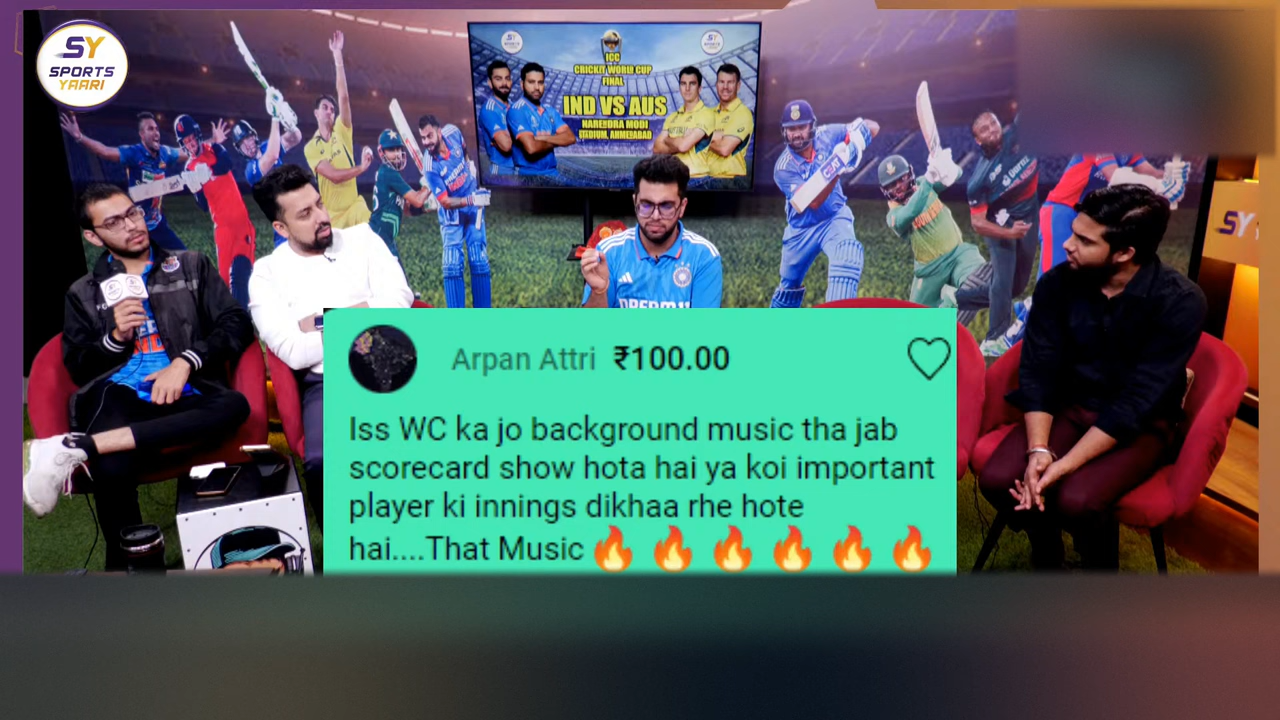 SY
SPORTS
YAARI
ICC
CRICKET WORLD CUP
FINAL
IND VS AUS
NARENDRA MODI
STADIUM, AHMEDABAD
SY
DREAM11
Arpan Attri ₹100.00
Iss WC ka jo background music tha jab
scorecard show hota hai ya koi important
player ki innings dikhaa rhe hote
hai....That Music 🔥 🔥 🔥 🔥 🔥 🔥